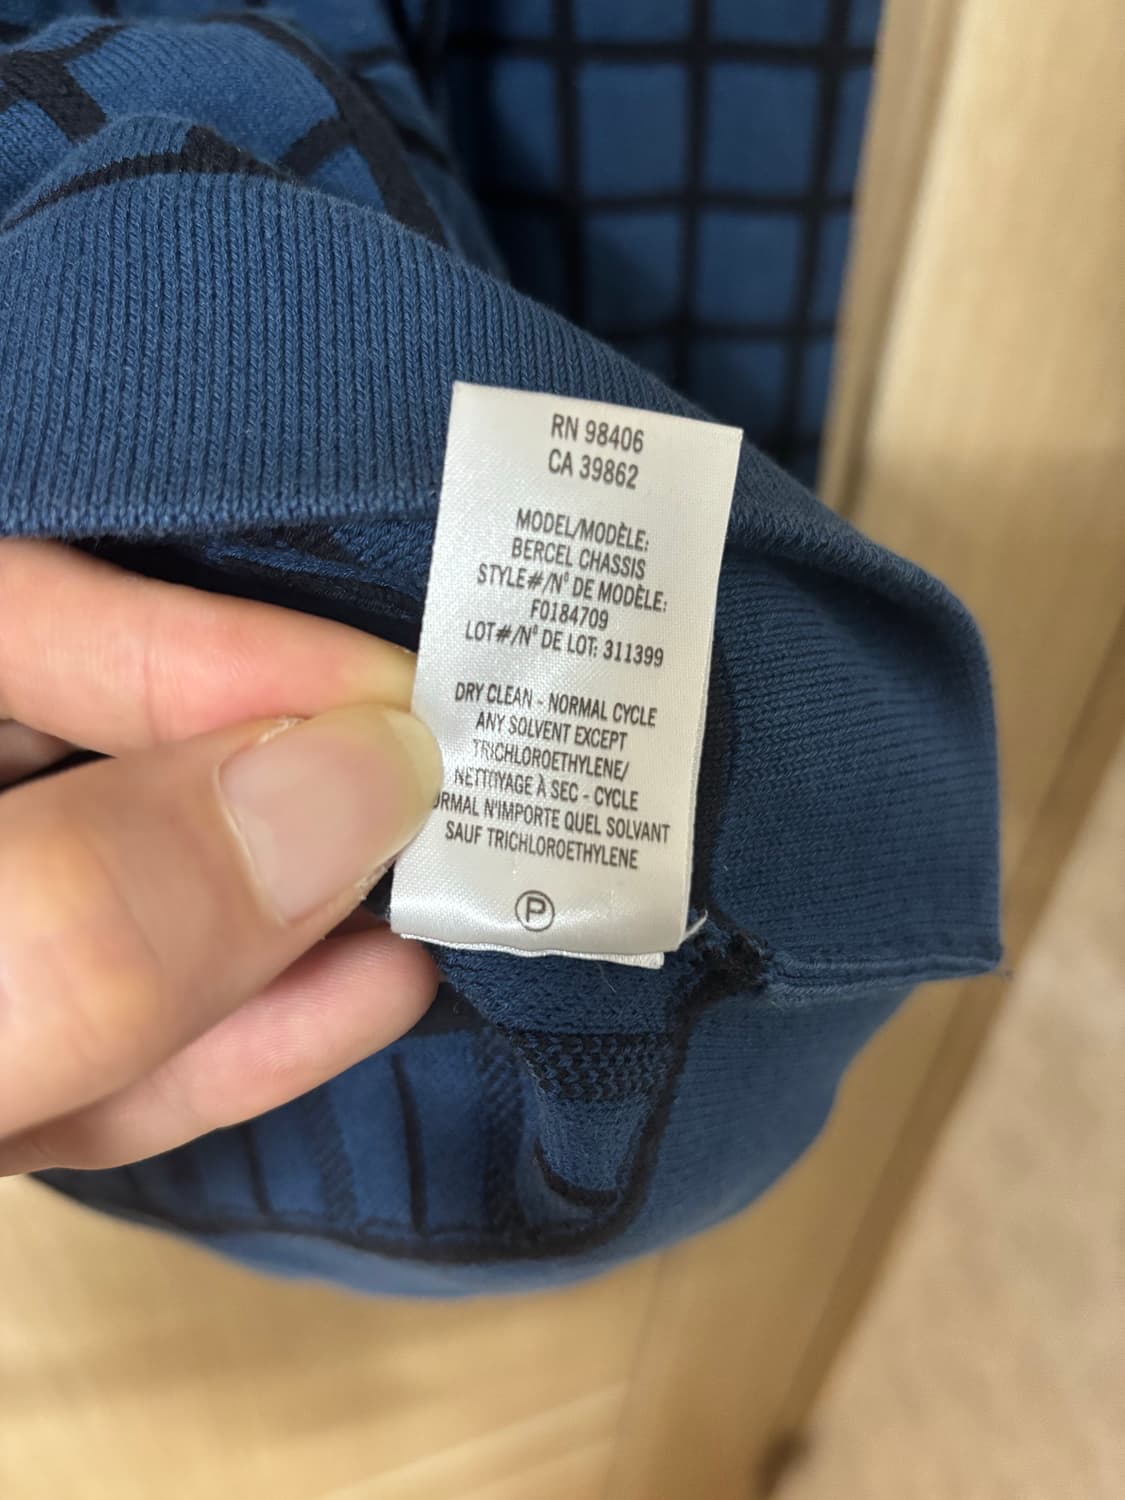 RN 98406
CA 39862
MODEL/MODÈLE:
BERCEL CHASSIS
STYLE#/N° DE MODÈLE:
F0184709
LOT#/N° DE LOT: 311399
DRY CLEAN - NORMAL CYCLE
ANY SOLVENT EXCEPT
TRICHLOROETHYLENE/
NETTOYAGE À SEC - CYCLE
ORMAL N'IMPORTE QUEL SOLVANT
SAUF TRICHLOROETHYLENE
P